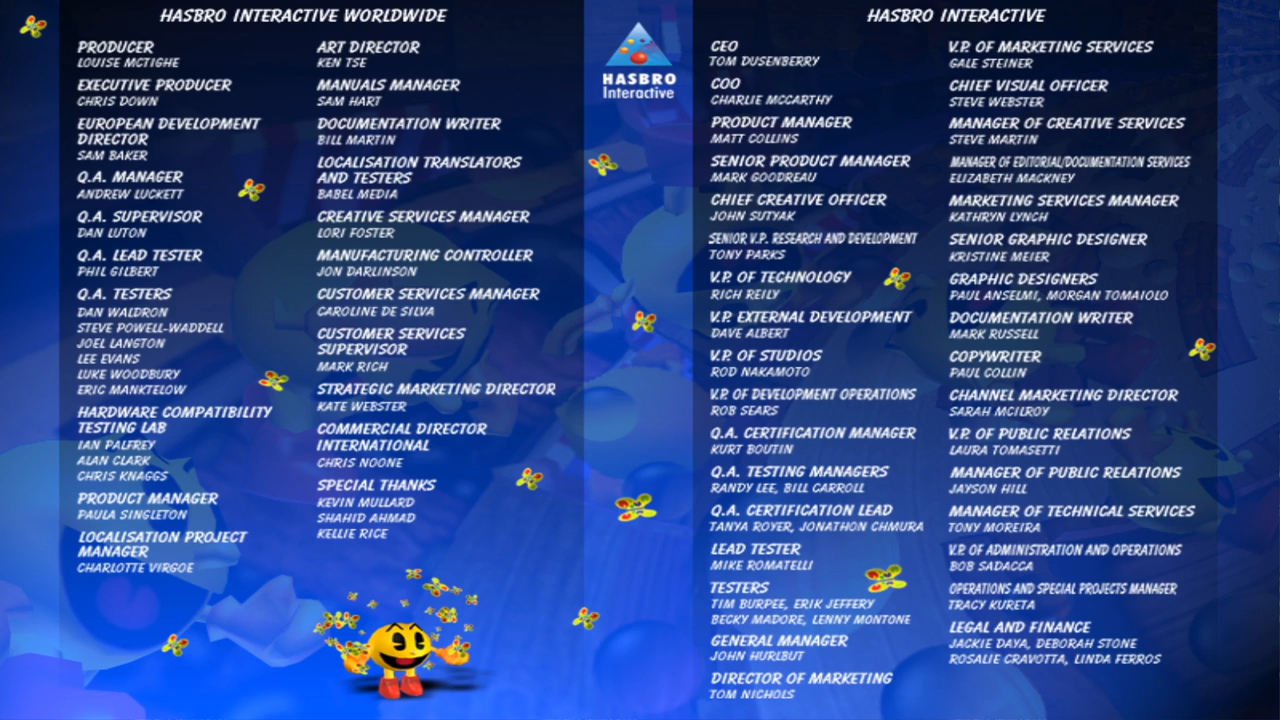 HASBRO INTERACTIVE WORLDWIDE
PRODUCER
LOUISE MCTIGHE
EXECUTIVE PRODUCER
CHRIS DOWN
EUROPEAN DEVELOPMENT
DIRECTOR
SAM BAKER
Q.A. MANAGER
ANDREW LUCKETT
Q.A. SUPERVISOR
DAN LUTON
Q.A. LEAD TESTER
PHIL GILBERT
Q.A. TESTERS
DAN WALDRON
STEVE POWELL-WADDELL
JOEL LANGTON
LEE EVANS
LUKE WOODBURY
ERIC MANKTELOW
HARDWARE COMPATIBILITY
TESTING LAB
IAN PALFREY
ALAN CLARK
CHRIS KNAGGS
PRODUCT MANAGER
PAULA SINGLETON
LOCALISATION PROJECT
MANAGER
CHARLOTTE VIRGOE
ART DIRECTOR
KEN TSE
MANUALS MANAGER
SAM HART
DOCUMENTATION WRITER
BILL MARTIN
LOCALISATION TRANSLATORS
AND TESTERS
BABEL MEDIA
CREATIVE SERVICES MANAGER
LORI FOSTER
MANUFACTURING CONTROLLER
JON DARLINSON
CUSTOMER SERVICES MANAGER
CAROLINE DE SILVA
CUSTOMER SERVICES
SUPERVISOR
MARK RICH
STRATEGIC MARKETING DIRECTOR
KATE WEBSTER
COMMERCIAL DIRECTOR
INTERNATIONAL
CHRIS NOONE
SPECIAL THANKS
KEVIN MULLARD
SHAHID AHMAD
KELLIE RICE
HASBRO
Interactive
HASBRO INTERACTIVE
CEO
TOM DUSENBERRY
COO
CHARLIE MCCARTHY
PRODUCT MANAGER
MATT COLLINS
SENIOR PRODUCT MANAGER
MARK GOODREAU
CHIEF CREATIVE OFFICER
JOHN SUTYAK
SENIOR V.P. RESEARCH AND DEVELOPMENT
TONY PARKS
V.P. OF TECHNOLOGY
RICH REILY
V.P. EXTERNAL DEVELOPMENT
DAVE ALBERT
V.P. OF STUDIOS
ROD NAKAMOTO
V.P. OF DEVELOPMENT OPERATIONS
ROB SEARS
Q.A. CERTIFICATION MANAGER
KURT BOUTIN
Q.A. TESTING MANAGERS
RANDY LEE, BILL CARROLL
Q.A. CERTIFICATION LEAD
TANYA ROYER, JONATHON CHMURA
LEAD TESTER
MIKE ROMATELLI
TESTERS
TIM BURPEE, ERIK JEFFERY
BECKY MADORE, LENNY MONTONE
GENERAL MANAGER
JOHN HURLBUT
DIRECTOR OF MARKETING
TOM NICHOLS
V.P. OF MARKETING SERVICES
GALE STEINER
CHIEF VISUAL OFFICER
STEVE WEBSTER
MANAGER OF CREATIVE SERVICES
STEVE MARTIN
MANAGER OF EDITORIAL/DOCUMENTATION SERVICES
ELIZABETH MACKNEY
MARKETING SERVICES MANAGER
KATHRYN LYNCH
SENIOR GRAPHIC DESIGNER
KRISTINE MEIER
GRAPHIC DESIGNERS
PAUL ANSELMI, MORGAN TOMAIOLO
DOCUMENTATION WRITER
MARK RUSSELL
COPYWRITER
PAUL COLLIN
CHANNEL MARKETING DIRECTOR
SARAH MCILROY
V.P. OF PUBLIC RELATIONS
LAURA TOMASETTI
MANAGER OF PUBLIC RELATIONS
JAYSON HILL
MANAGER OF TECHNICAL SERVICES
TONY MOREIRA
V.P. OF ADMINISTRATION AND OPERATIONS
BOB SADACCA
OPERATIONS AND SPECIAL PROJECTS MANAGER
TRACY KURETA
LEGAL AND FINANCE
JACKIE DAYA, DEBORAH STONE
ROSALIE CRAVOTTA, LINDA FERROS